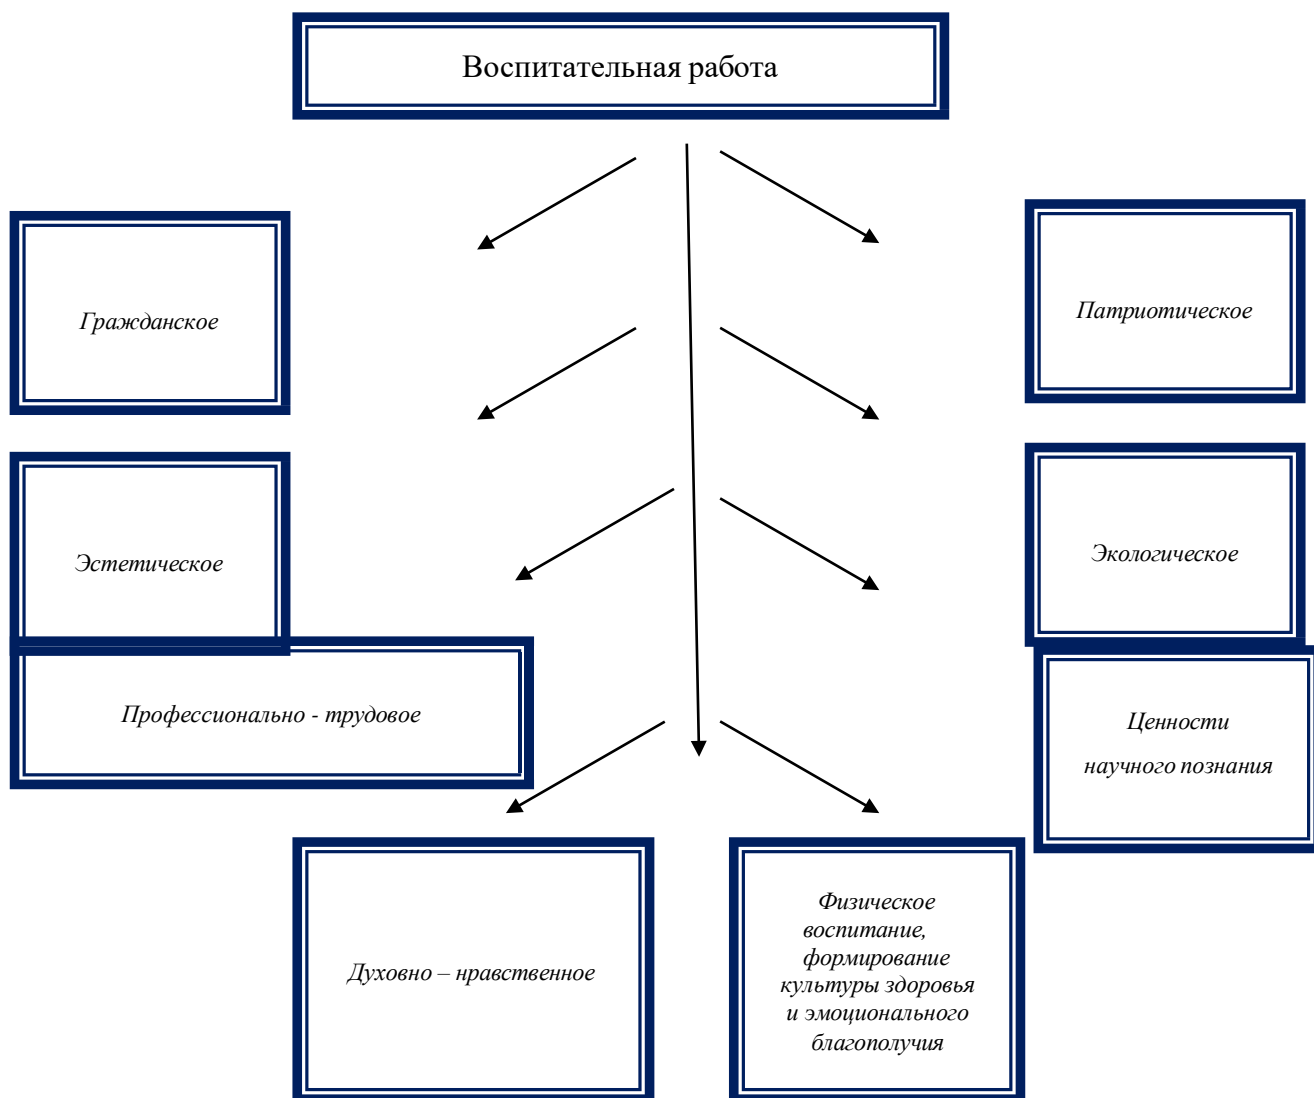 Воспитательная работа
Гражданское
Патриотическое
Эстетическое
Экологическое
Профессионально - трудовое
Ценности
научного познания
Духовно – нравственное
Физическое
воспитание,
формирование
культуры здоровья
и эмоционального
благополучия